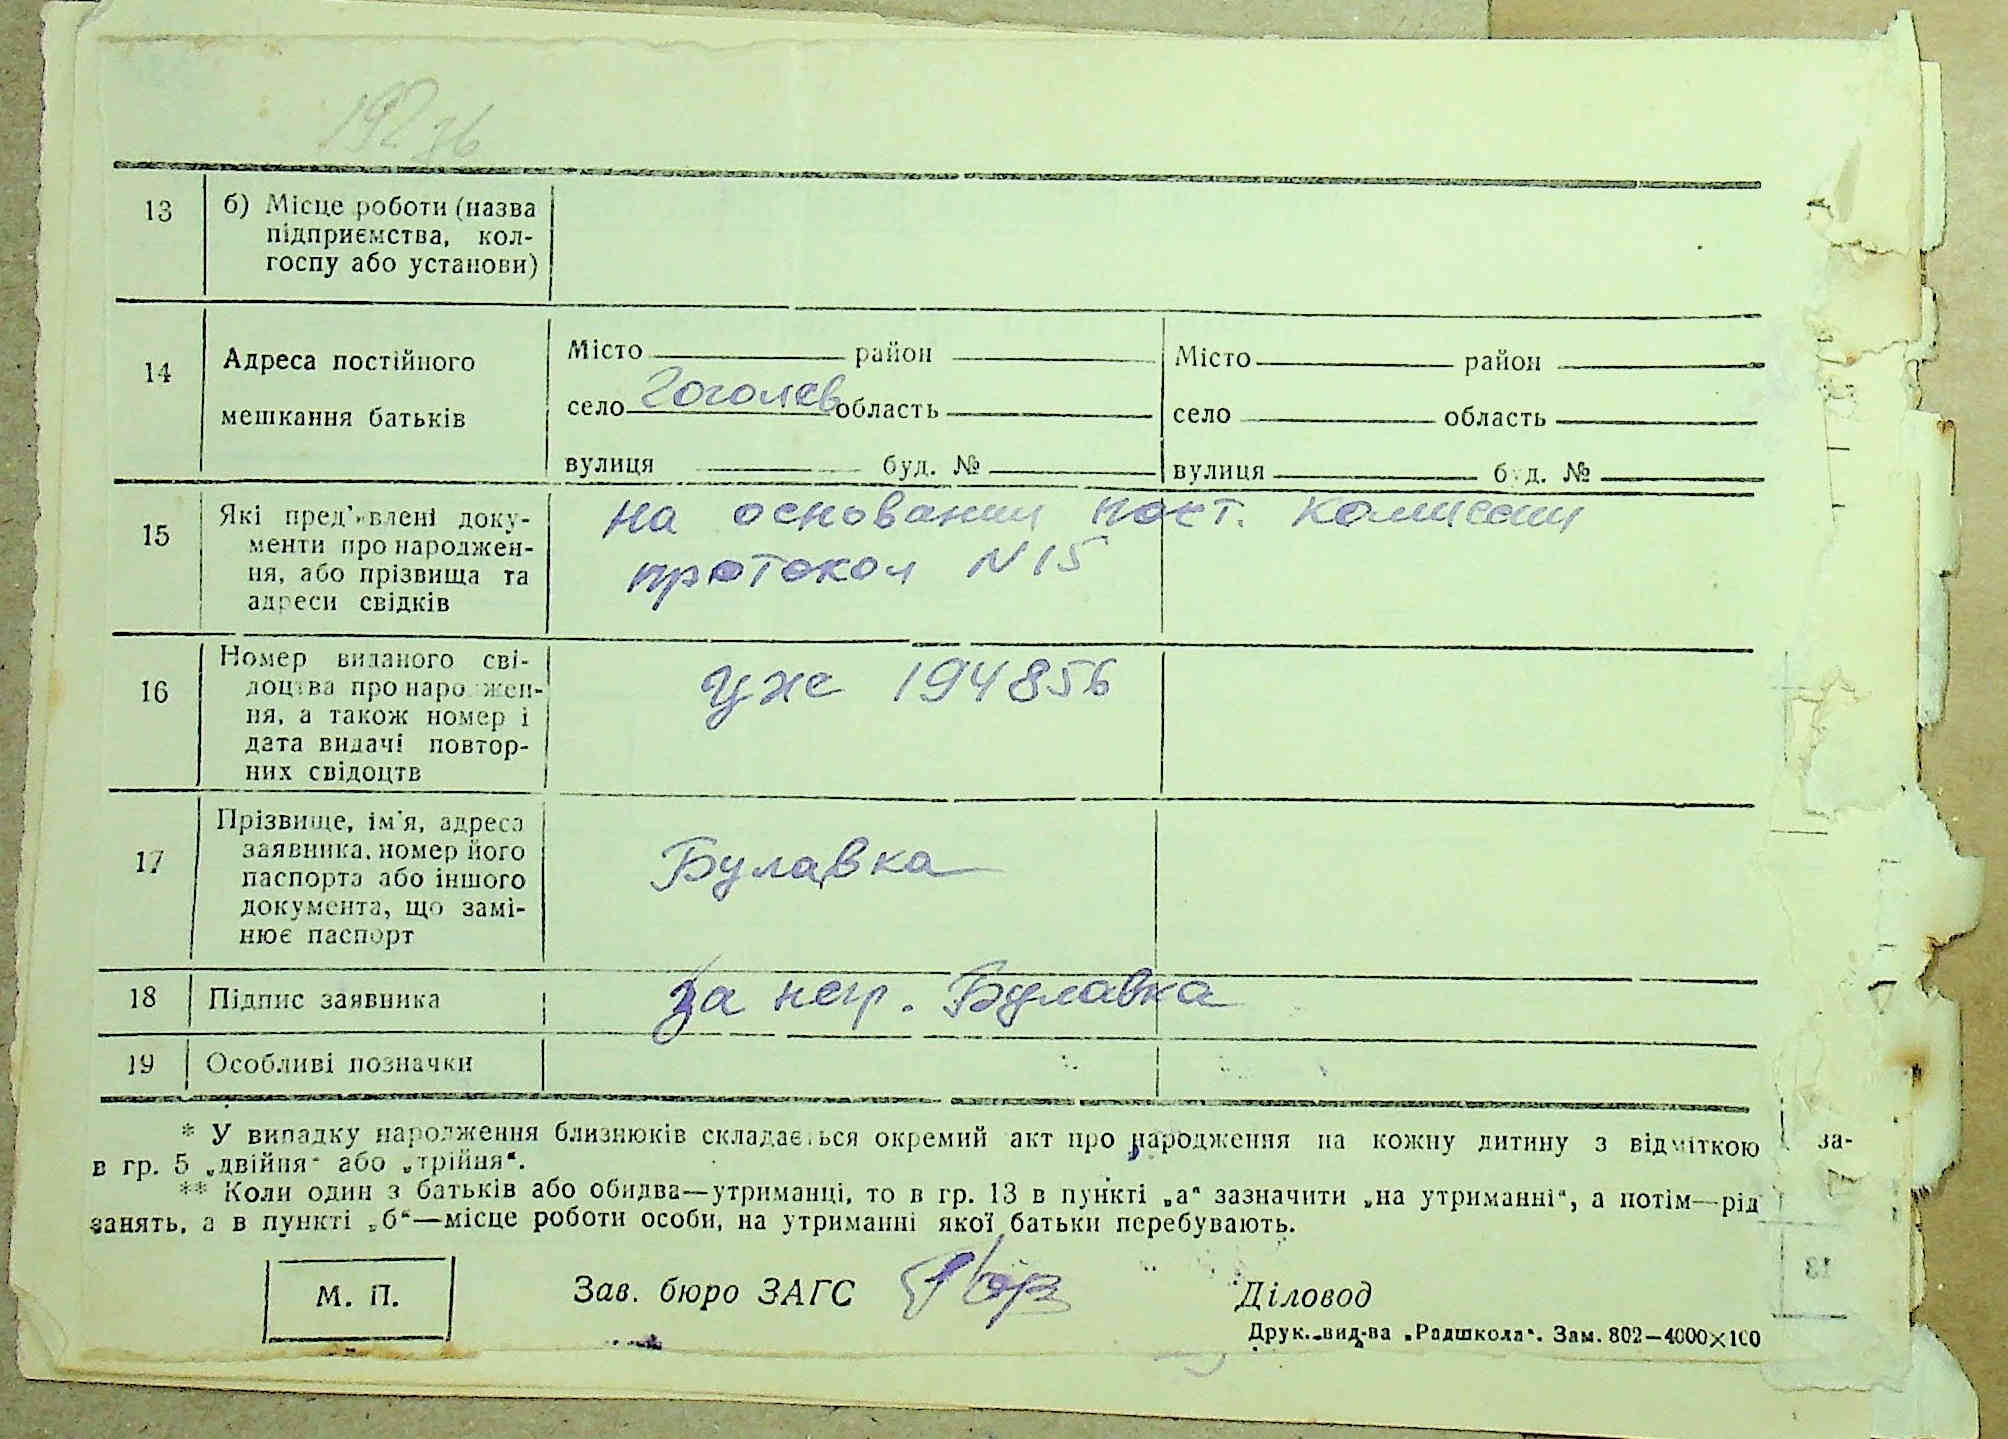 13
б) Місце роботи (назва
підприємства, кол-
госпу або установи)
14
Адреса постійного
мешкання батьків
Місто район
село Гоголев область
вулиця буд. №
Місто район
село область
вулиця буд. №
15
Які пред'явлені доку-
менти про народжен-
ня, або прізвища та
адреси свідків
на основании пост. комиссии
протокол N 15
16
Номер виданого сві-
доцтва про народжен-
ня, а також номер і
дата видачі повтор-
них свідоцтв
194856
17
Прізвище, ім'я, адреса
заявника, номер його
паспорта або іншого
документа, що замі-
нює паспорт
Булавка
18
Підпис заявника
за негр. Булавка
19
Особливі позначки
* У випадку народження близнюків складається окремий акт про народження на кожну дитину з відміткою
в гр. 5 „двійня“ або „трійня“.
** Коли один з батьків або обидва—утриманці, то в гр. 13 в пункті „а“ зазначити „на утриманні“, а потім—рід
занять, а в пункті „б“—місце роботи особи, на утриманні якої батьки перебувають.
за-
13
М. П.
Зав. бюро ЗАГС
Діловод
Друк. вид-ва „Радшкола“. Зам. 802—4000×100